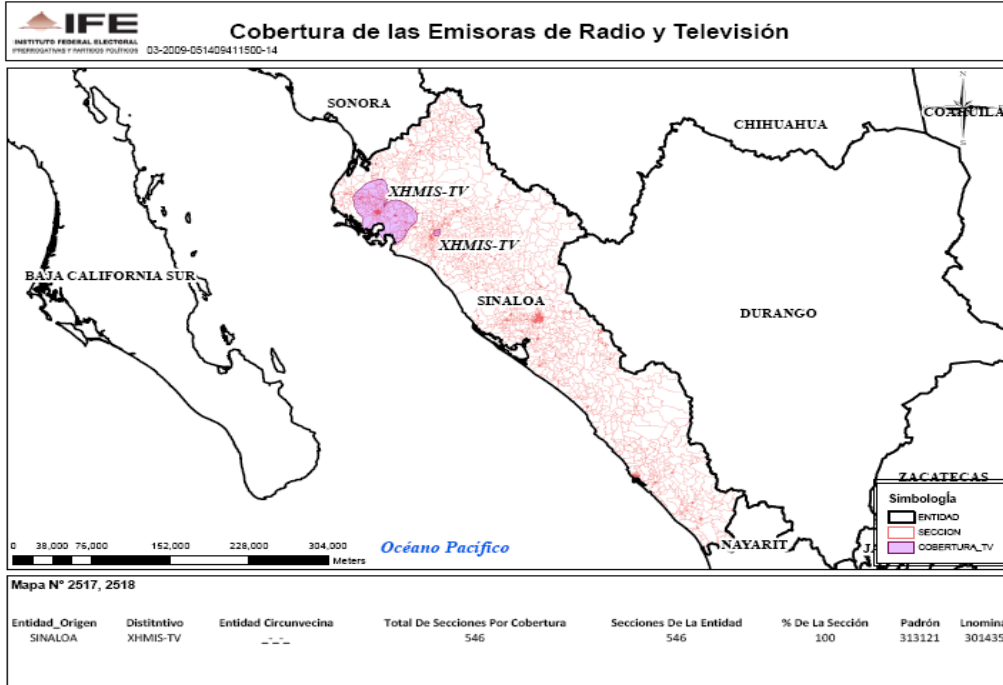 IFE
INSTITUTO FEDERAL ELECTORAL
PRERROGATIVAS Y PARTIDOS POLÍTICOS
03-2009-051409411500-14
Cobertura de las Emisoras de Radio y Televisión
N
S
SONORA
CHIHUAHUA
COAHUILA
XHMIS-TV
XHMIS-TV
BAJA CALIFORNIA SUR
SINALOA
DURANGO
ZACATECAS
NAYARIT
JA
Océano Pacífico
0 38,000 76,000 152,000 228,000 304,000
Meters
Simbología
ENTIDAD
SECCION
COBERTURA_TV
Mapa N° 2517, 2518
Entidad_Origen Distitntivo Entidad Circunvecina Total De Secciones Por Cobertura Secciones De La Entidad % De La Sección Padrón Lnomina
SINALOA XHMIS-TV _-_-_ 546 546 100 313121 301435